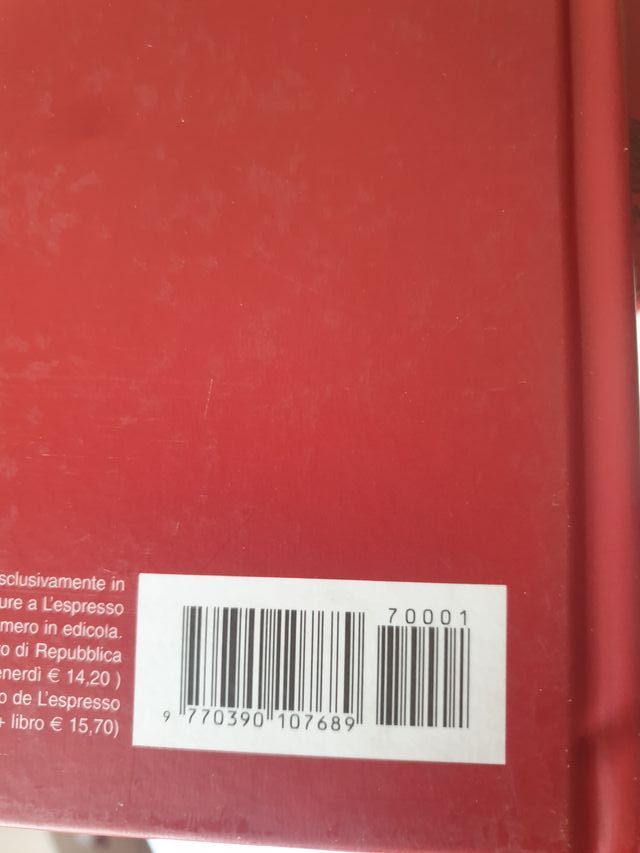 sclusivamente in
ure a L'espresso
mero in edicola.
o di Repubblica
enerdì € 14,20 )
o de L'espresso
+ libro € 15,70)
70001
9 770390 107689